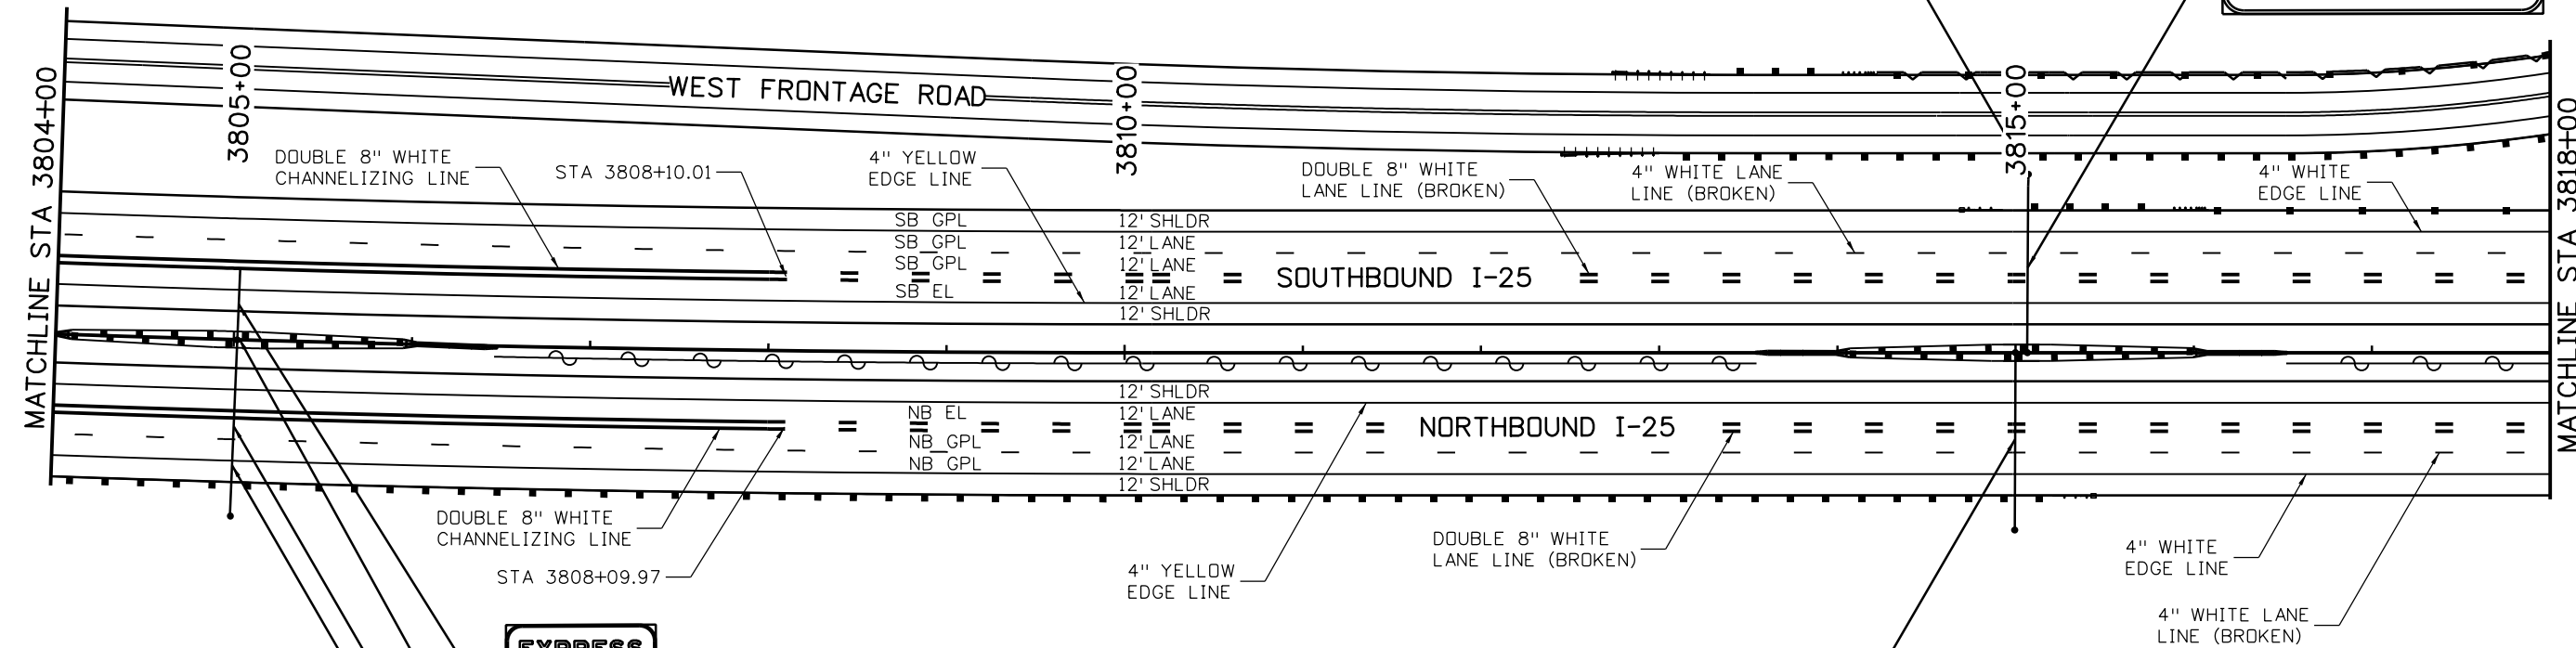 MATCHLINE STA 3804+00
3805+00
WEST FRONTAGE ROAD
3810+00
3815+00
MATCHLINE STA 3818+00
DOUBLE 8" WHITE
CHANNELIZING LINE
STA 3808+10.01
4" YELLOW
EDGE LINE
DOUBLE 8" WHITE
LANE LINE (BROKEN)
4" WHITE LANE
LINE (BROKEN)
4" WHITE
EDGE LINE
SB GPL
12' SHLDR
SB GPL
12' LANE
SB GPL
12' LANE
SOUTHBOUND I-25
SB EL
12' LANE
12' SHLDR
12' SHLDR
NB EL
12' LANE
NORTHBOUND I-25
NB GPL
12' LANE
NB GPL
12' LANE
12' SHLDR
DOUBLE 8" WHITE
CHANNELIZING LINE
STA 3808+09.97
4" YELLOW
EDGE LINE
DOUBLE 8" WHITE
LANE LINE (BROKEN)
4" WHITE
EDGE LINE
4" WHITE LANE
LINE (BROKEN)
EXPRESS